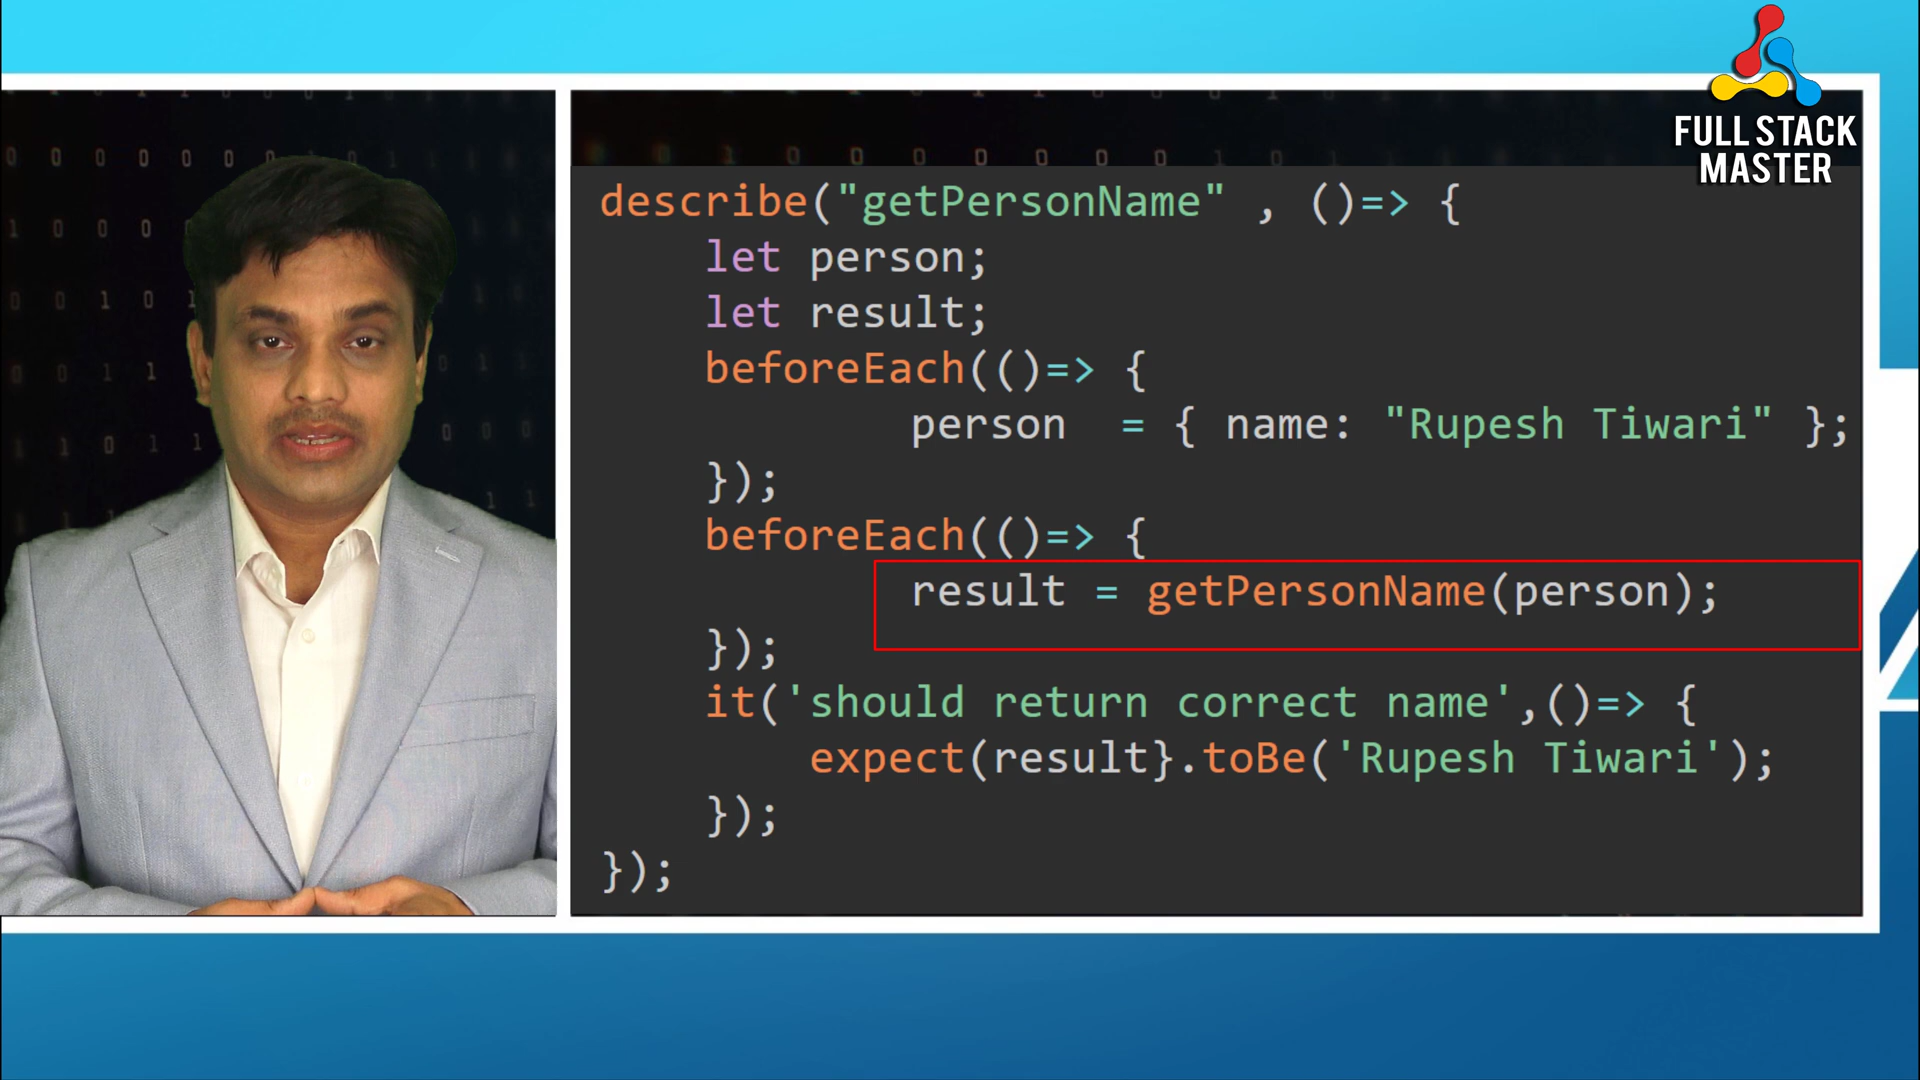 FULL STACK
MASTER
describe("getPersonName" , ()=> {
let person;
let result;
beforeEach(()=> {
person = { name: "Rupesh Tiwari" };
});
beforeEach(()=> {
result = getPersonName(person);
});
it('should return correct name',()=> {
expect(result}.toBe('Rupesh Tiwari');
});
});